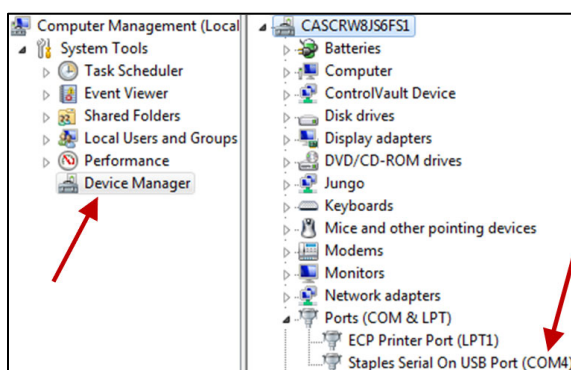 Computer Management (Local
System Tools
Task Scheduler
Event Viewer
Shared Folders
Local Users and Groups
Performance
Device Manager
CASCRW8JS6FS1
Batteries
Computer
ControlVault Device
Disk drives
Display adapters
DVD/CD-ROM drives
Jungo
Keyboards
Mice and other pointing devices
Modems
Monitors
Network adapters
Ports (COM & LPT)
ECP Printer Port (LPT1)
Staples Serial On USB Port (COM4)